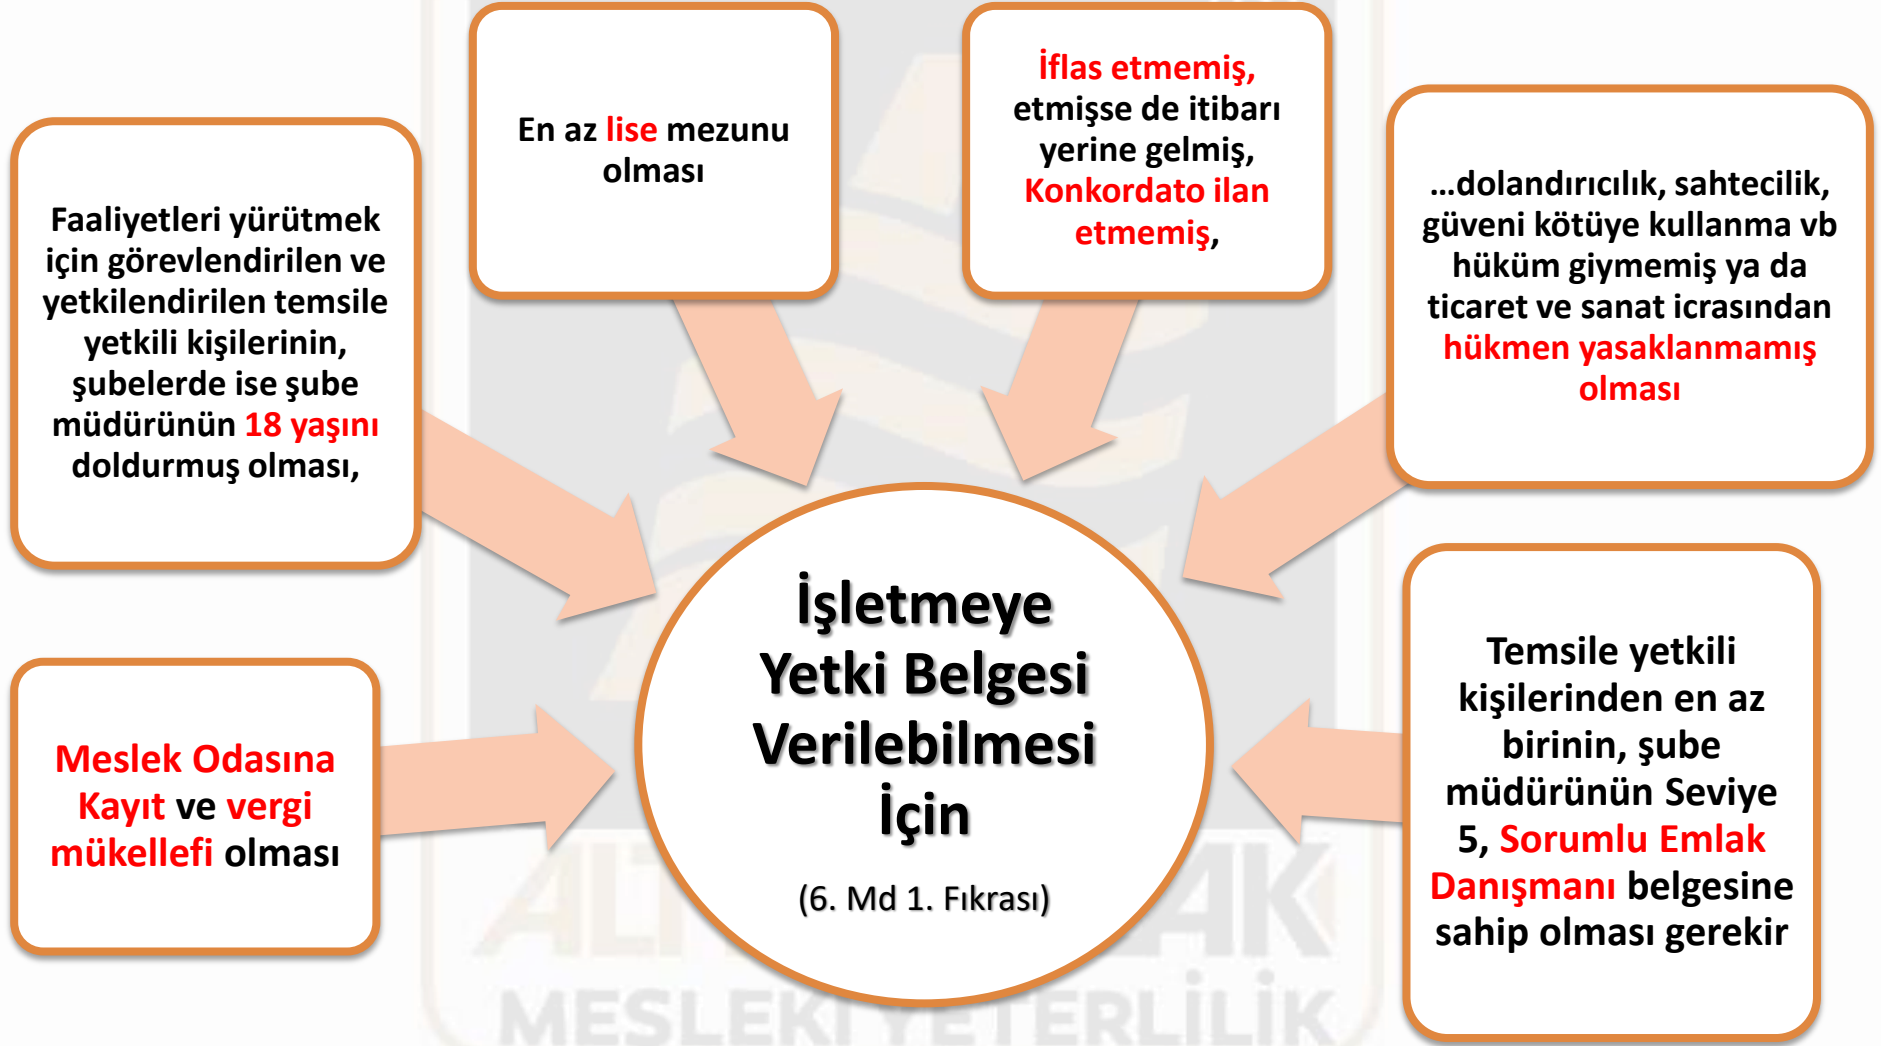 Meslek Odasına
Kayıt ve vergi
mükellefi olması
Faaliyetleri yürütmek
için görevlendirilen ve
yetkilendirilen temsile
yetkili kişilerinin,
şubelerde ise şube
müdürünün 18 yaşını
doldurmuş olması,
En az lise mezunu
olması
İflas etmemiş,
etmişse de itibarı
yerine gelmiş,
Konkordato ilan
etmemiş,
...dolandırıcılık, sahtecilik,
güveni kötüye kullanma vb
hüküm giymemiş ya da
ticaret ve sanat icrasından
hükmen yasaklanmamış
olması
Temsile yetkili
kişilerinden en az
birinin, şube
müdürünün Seviye
5, Sorumlu Emlak
Danışmanı belgesine
sahip olması gerekir
İşletmeye
Yetki Belgesi
Verilebilmesi
İçin
(6. Md 1. Fıkrası)
MESLEKİ YETERLİLİK